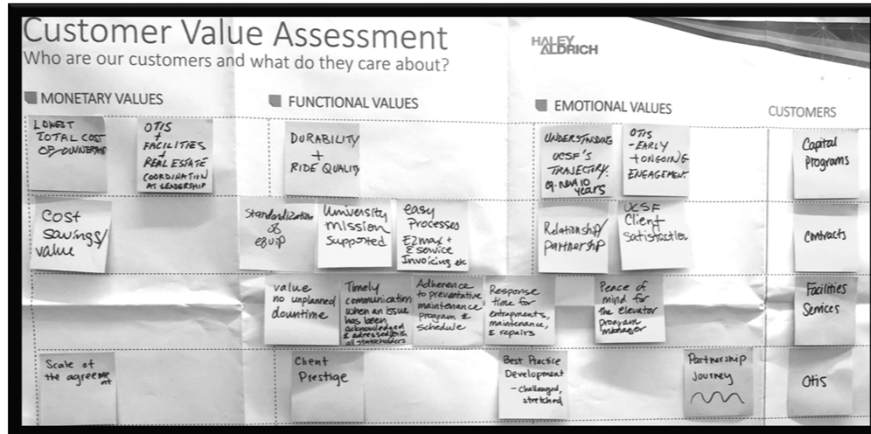 Customer Value Assessment
Who are our customers and what do they care about?
HALEY
ALDRICH
MONETARY VALUES
FUNCTIONAL VALUES
EMOTIONAL VALUES
CUSTOMERS
LOWEST
TOTAL COST
OF OWNERSHIP
OTIS
+
FACILITIES
+
REAL ESTATE
COORDINATION
AT LEADERSHIP
DURABILITY
+
RIDE QUALITY
UNDERSTANDING
UCSF'S
TRAJECTORY.
eg. NEW 10
years
OTIS
- EARLY
+ ONGOING
ENGAGEMENT
Capital
Programs
Cost
Savings/
value
Standardization
of
equip
University
mission
Supported
easy
Processes
EZmax +
Eservice
Invoicing etc
Relationship/
partnership
UCSF
Client
Satisfaction
Contracts
value
no unplanned
downtime
Timely
communication
when an issue
has been
acknowledged
& addressed with
all stakeholders
Adherence
to preventative
maintenance
program &
schedule
Response
time for
entrapments,
maintenance,
& repairs
Peace of
mind for
the elevator
program
manager
Facilities
Services
Scale of
the agreement
Client
Prestige
Best Practice
Development
- challenged,
stretched
Partnership
Journey
Otis